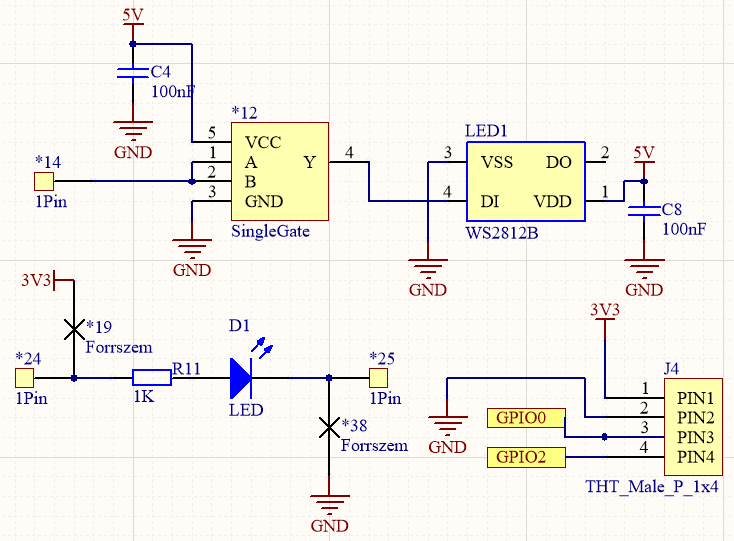 5V
C4
100nF
GND
*12
5
VCC
1
A
Y
4
2
B
3
GND
SingleGate
GND
*14
1Pin
LED1
3
VSS
DO
2
4
DI
VDD
1
WS2812B
GND
5V
C8
100nF
GND
3V3
*19
Forrszem
*24
1Pin
R11
1K
D1
LED
*25
1Pin
*38
Forrszem
GND
3V3
J4
1
PIN1
2
PIN2
GPIO0
3
PIN3
GPIO2
4
PIN4
GND
THT_Male_P_1x4